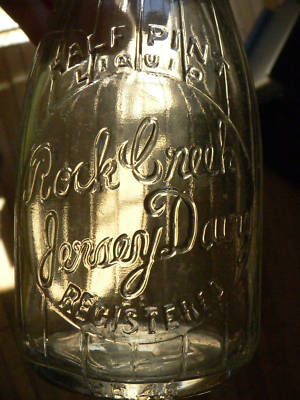 HALF PINT
LIQUID
Rock Creek
Jersey Dairy
REGISTERED